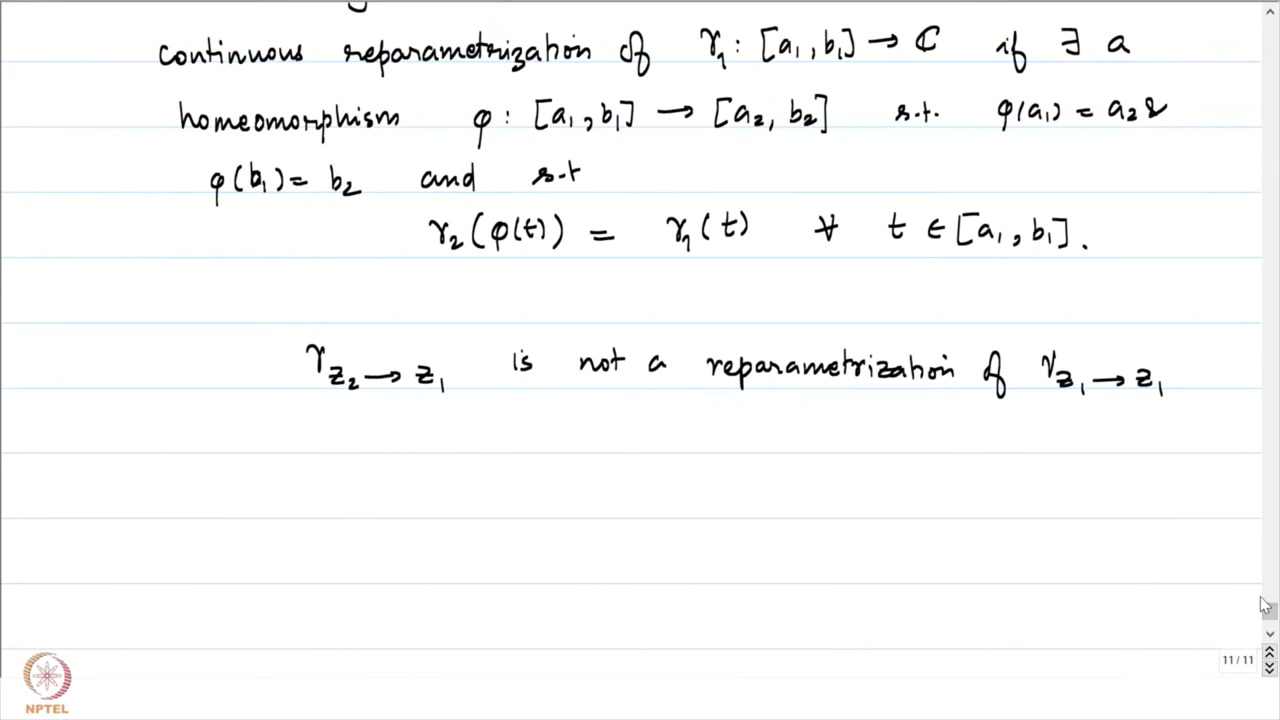 continuous reparametrization of γ₁ : [a₁, b₁] → ℂ if ∃ a
homeomorphism φ : [a₁, b₁] → [a₂, b₂] s.t. φ(a₁) = a₂ &
φ(b₁) = b₂ and s.t
γ₂(φ(t)) = γ₁(t) ∀ t ∈ [a₁, b₁].
γ_{z₂→z₁} is not a reparametrization of γ_{z₁→z₁}
11 / 11
NPTEL